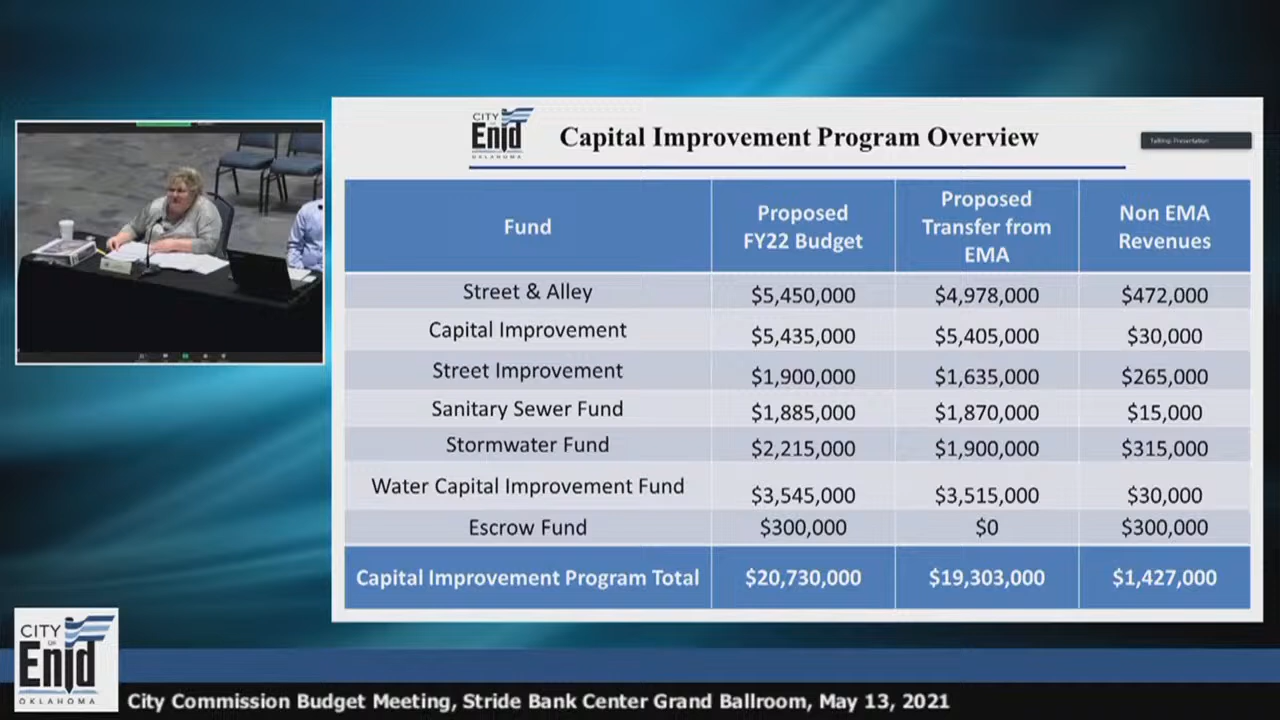 CITY
OF
Enid
OKLAHOMA
Capital Improvement Program Overview
Talking: Presentation
Fund
Proposed
FY22 Budget
Proposed
Transfer from
EMA
Non EMA
Revenues
Street & Alley $5,450,000 $4,978,000 $472,000
Capital Improvement $5,435,000 $5,405,000 $30,000
Street Improvement $1,900,000 $1,635,000 $265,000
Sanitary Sewer Fund $1,885,000 $1,870,000 $15,000
Stormwater Fund $2,215,000 $1,900,000 $315,000
Water Capital Improvement Fund $3,545,000 $3,515,000 $30,000
Escrow Fund $300,000 $0 $300,000
Capital Improvement Program Total $20,730,000 $19,303,000 $1,427,000
CITY
OF
Enid
OKLAHOMA
City Commission Budget Meeting, Stride Bank Center Grand Ballroom, May 13, 2021